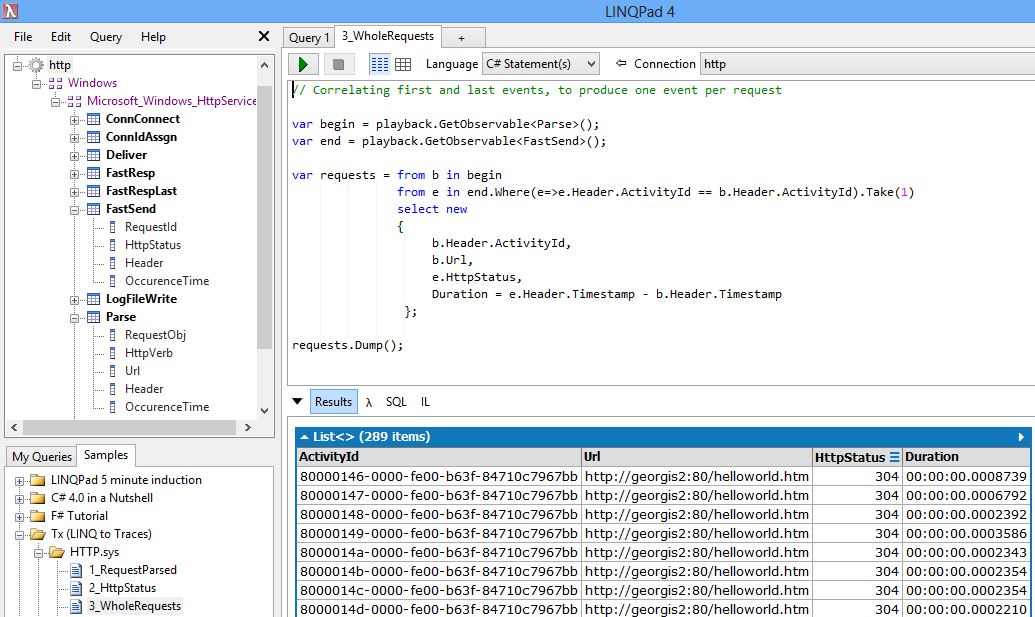 LINQPad 4
File Edit Query Help
http
Windows
Microsoft_Windows_HttpService
ConnConnect
ConnIdAssgn
Deliver
FastResp
FastRespLast
FastSend
RequestId
HttpStatus
Header
OccurenceTime
LogFileWrite
Parse
RequestObj
HttpVerb
Url
Header
OccurenceTime
My Queries Samples
LINQPad 5 minute induction
C# 4.0 in a Nutshell
F# Tutorial
Tx (LINQ to Traces)
HTTP.sys
1_RequestParsed
2_HttpStatus
3_WholeRequests
Query 1 3_WholeRequests +
Language C# Statement(s) Connection http
// Correlating first and last events, to produce one event per request
var begin = playback.GetObservable<Parse>();
var end = playback.GetObservable<FastSend>();
var requests = from b in begin
from e in end.Where(e=>e.Header.ActivityId == b.Header.ActivityId).Take(1)
select new
{
b.Header.ActivityId,
b.Url,
e.HttpStatus,
Duration = e.Header.Timestamp - b.Header.Timestamp
};
requests.Dump();
Results λ SQL IL
List<> (289 items)
ActivityId Url HttpStatus Duration
80000146-0000-fe00-b63f-84710c7967bb http://georgis2:80/helloworld.htm 304 00:00:00.0008739
80000147-0000-fe00-b63f-84710c7967bb http://georgis2:80/helloworld.htm 304 00:00:00.0006792
80000148-0000-fe00-b63f-84710c7967bb http://georgis2:80/helloworld.htm 304 00:00:00.0002392
80000149-0000-fe00-b63f-84710c7967bb http://georgis2:80/helloworld.htm 304 00:00:00.0003586
8000014a-0000-fe00-b63f-84710c7967bb http://georgis2:80/helloworld.htm 304 00:00:00.0002343
8000014b-0000-fe00-b63f-84710c7967bb http://georgis2:80/helloworld.htm 304 00:00:00.0002354
8000014c-0000-fe00-b63f-84710c7967bb http://georgis2:80/helloworld.htm 304 00:00:00.0002354
8000014d-0000-fe00-b63f-84710c7967bb http://georgis2:80/helloworld.htm 304 00:00:00.0002210